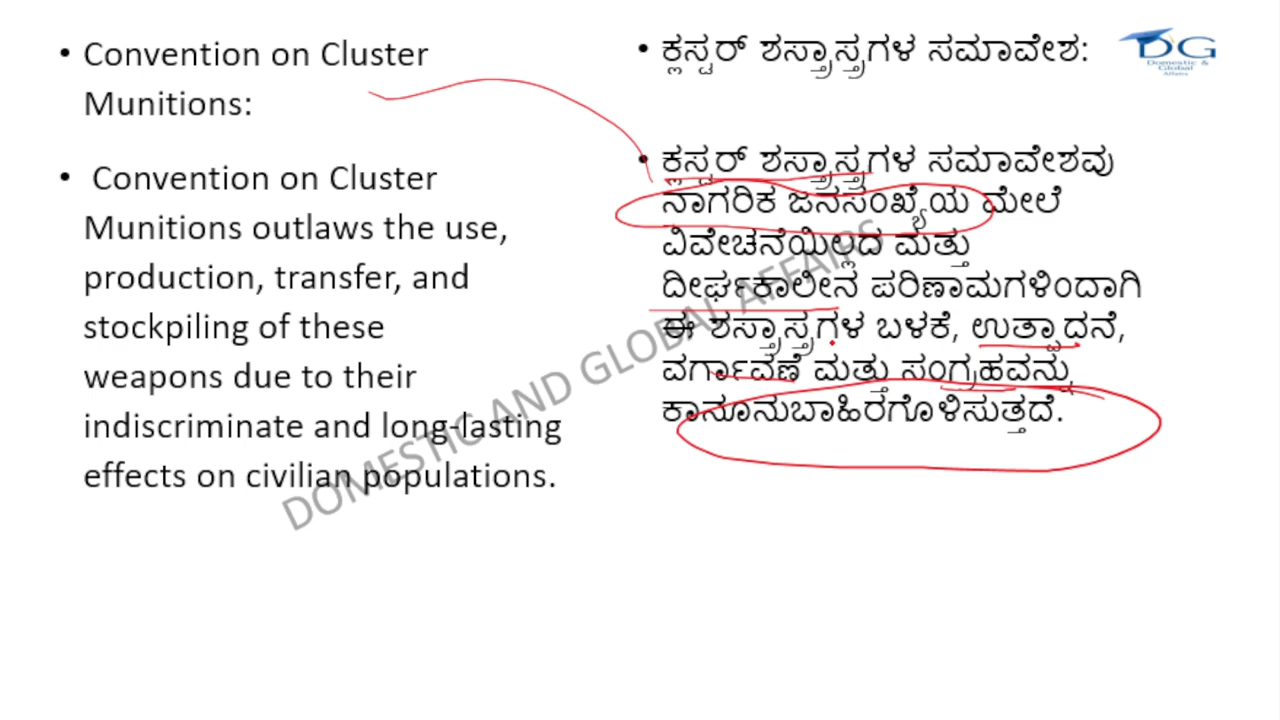 • Convention on Cluster
Munitions:
• Convention on Cluster
Munitions outlaws the use,
production, transfer, and
stockpiling of these
weapons due to their
indiscriminate and long-lasting
effects on civilian populations.
• ಕ್ಲಸ್ಟರ್ ಶಸ್ತ್ರಾಸ್ತ್ರಗಳ ಸಮಾವೇಶ:
• ಕ್ಲಸ್ಟರ್ ಶಸ್ತ್ರಾಸ್ತ್ರಗಳ ಸಮಾವೇಶವು
ನಾಗರಿಕ ಜನಸಂಖ್ಯೆಯ ಮೇಲೆ
ವಿವೇಚನೆಯಿಲ್ಲದ ಮತ್ತು
ದೀರ್ಘಕಾಲೀನ ಪರಿಣಾಮಗಳಿಂದಾಗಿ
ಈ ಶಸ್ತ್ರಾಸ್ತ್ರಗಳ ಬಳಕೆ, ಉತ್ಪಾದನೆ,
ವರ್ಗಾವಣೆ ಮತ್ತು ಸಂಗ್ರಹವನ್ನು
ಕಾನೂನುಬಾಹಿರಗೊಳಿಸುತ್ತದೆ.
DG
Domestic &
Global
Affairs
DOMESTIC AND GLOBAL AFFAIRS